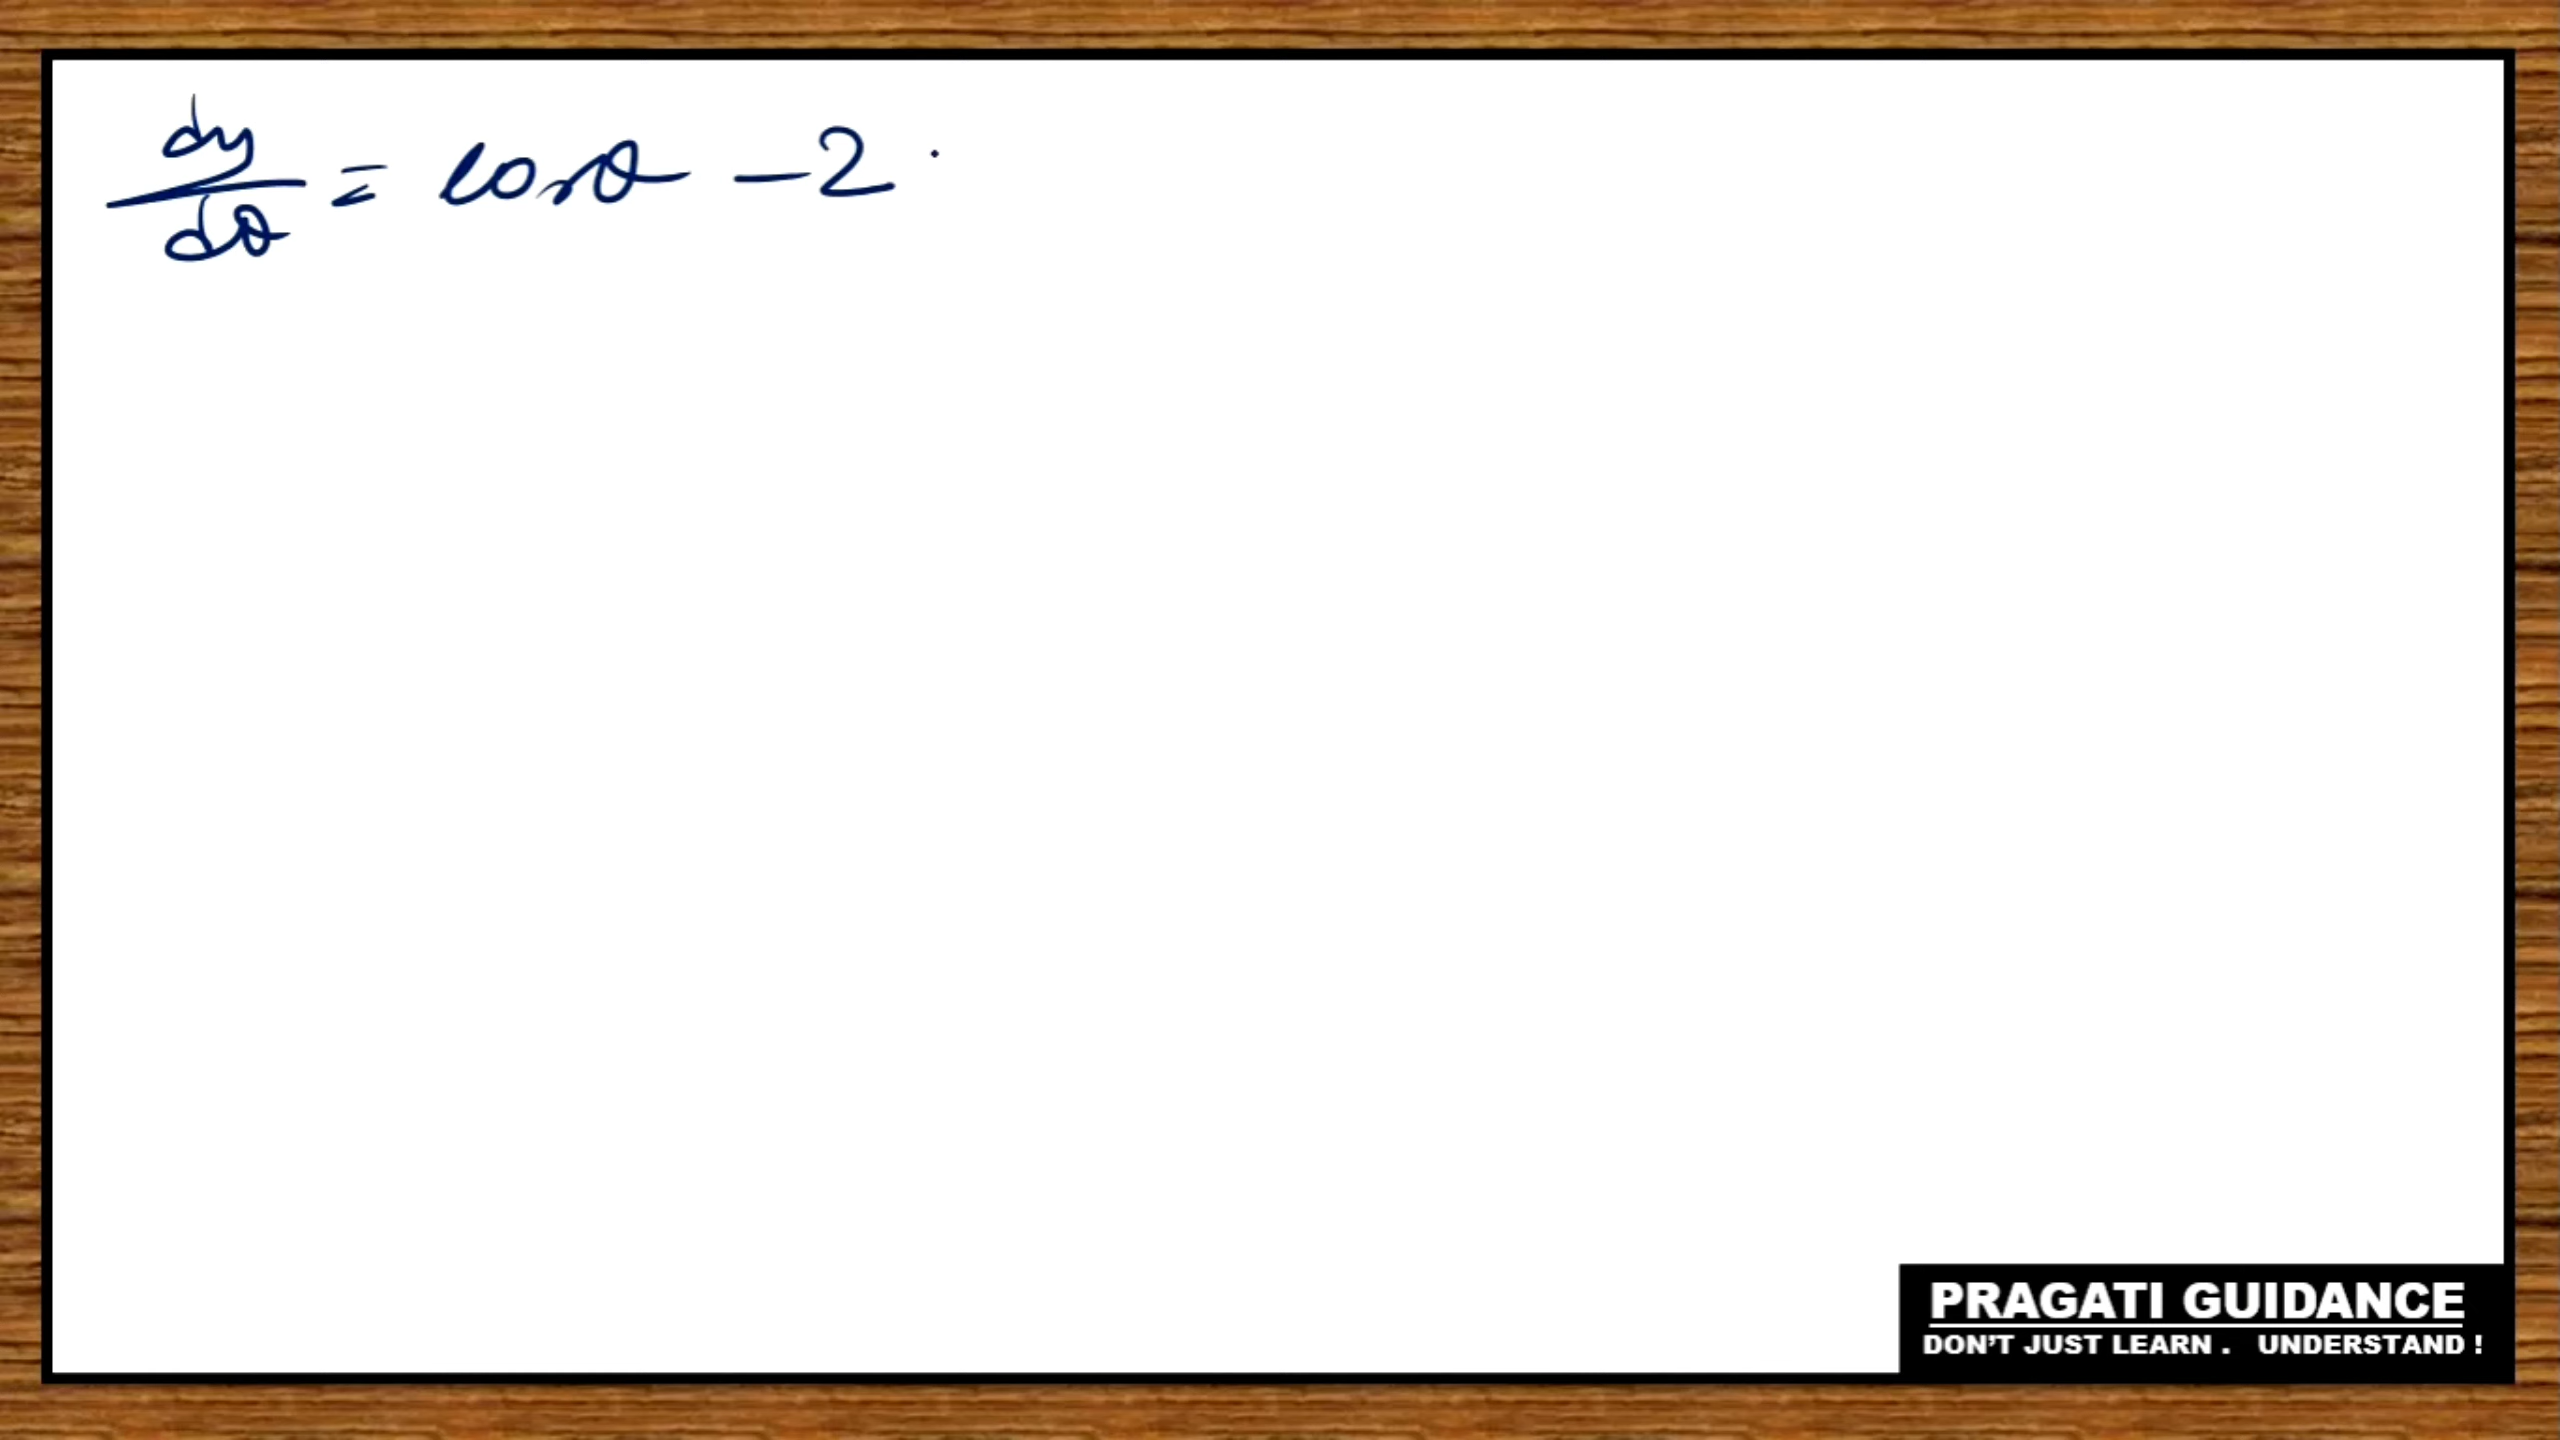 dy/dθ = cosθ - 2 .
PRAGATI GUIDANCE
DON'T JUST LEARN . UNDERSTAND !